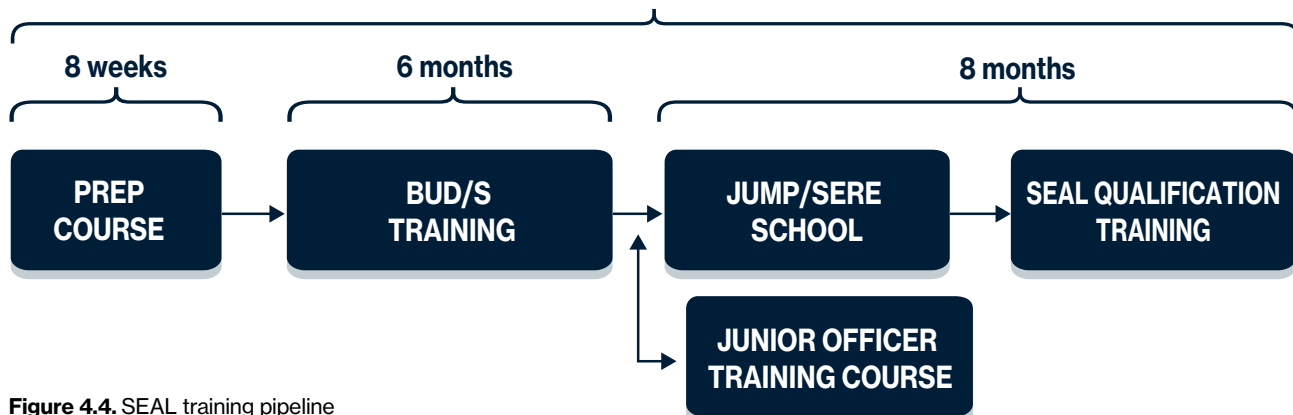 8 weeks
6 months
8 months
PREP
COURSE
BUD/S
TRAINING
JUMP/SERE
SCHOOL
SEAL QUALIFICATION
TRAINING
JUNIOR OFFICER
TRAINING COURSE
Figure 4.4. SEAL training pipeline